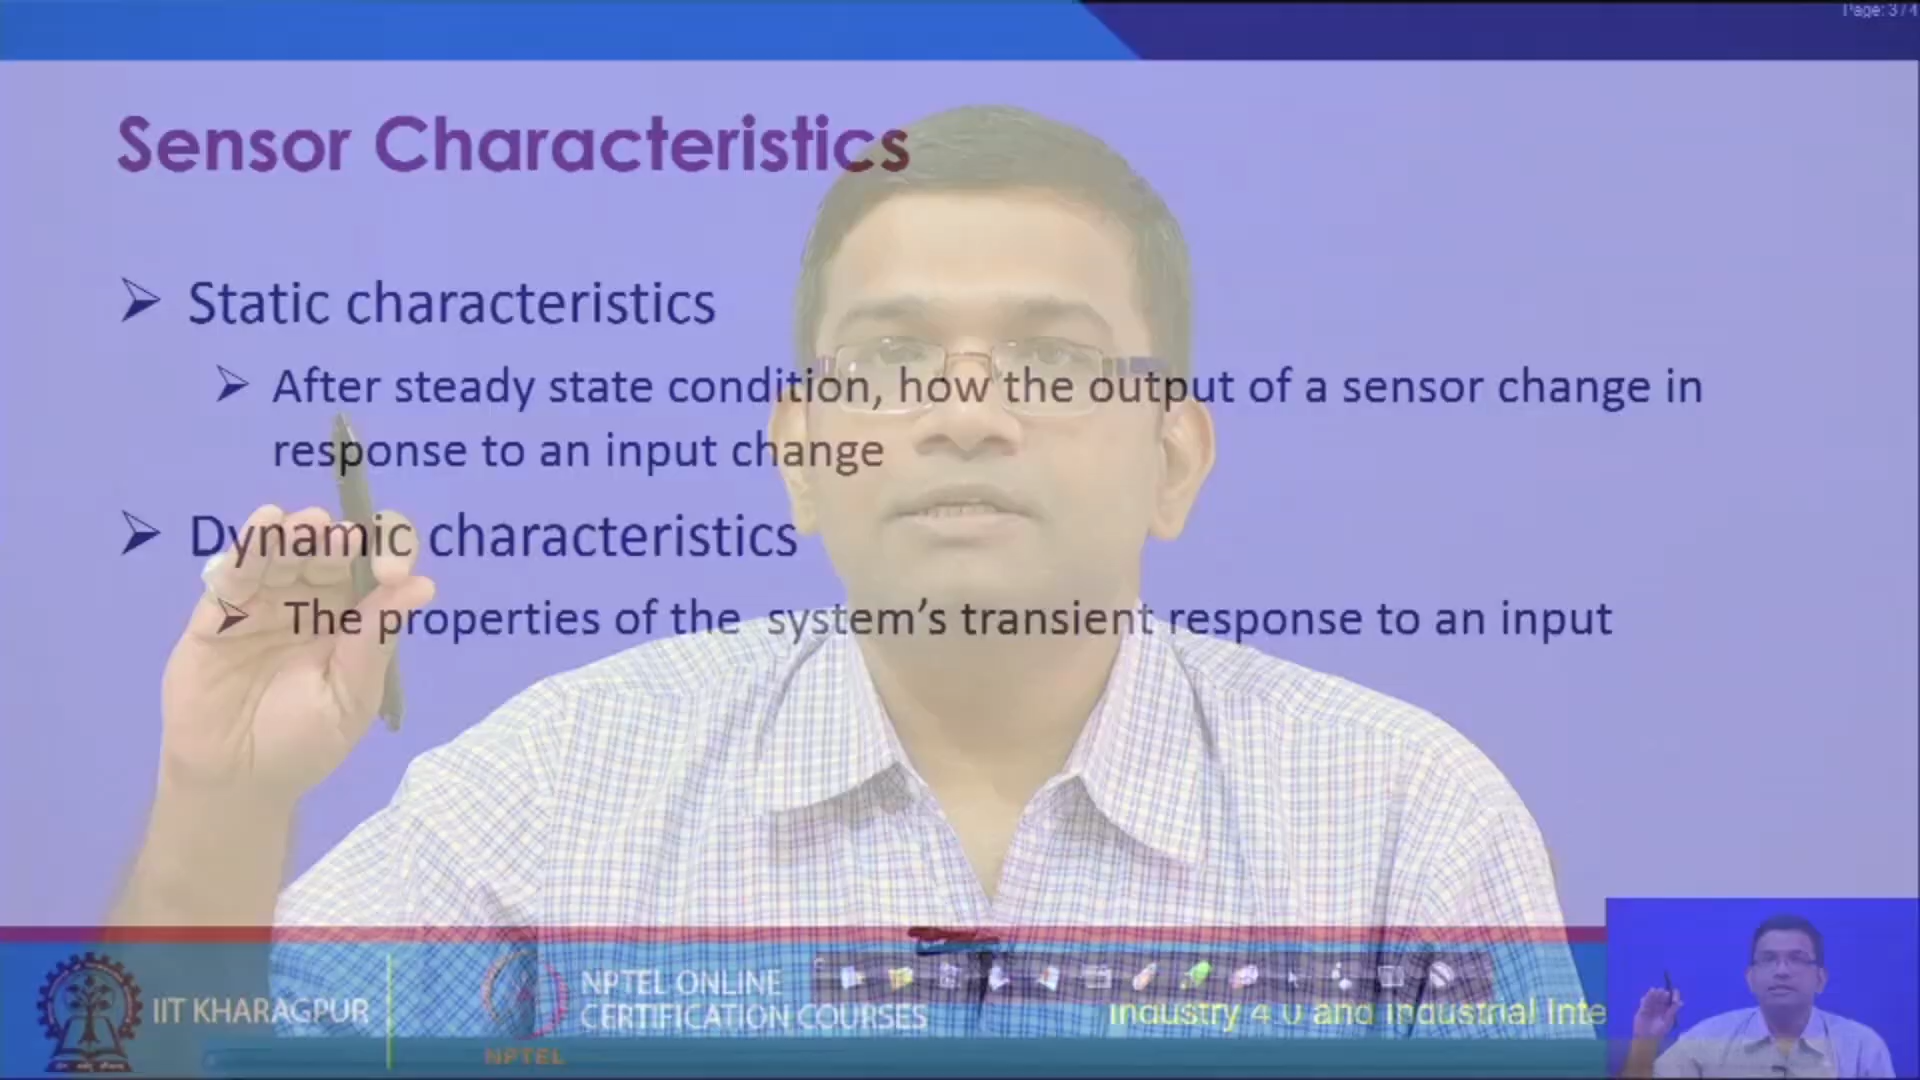 Page: 3 / 4
Sensor Characteristics
Static characteristics
After steady state condition, how the output of a sensor change in
response to an input change
Dynamic characteristics
The properties of the system's transient response to an input
IIT KHARAGPUR
NPTEL ONLINE
CERTIFICATION COURSES
NPTEL
Industry 4.0 and Industrial Inte